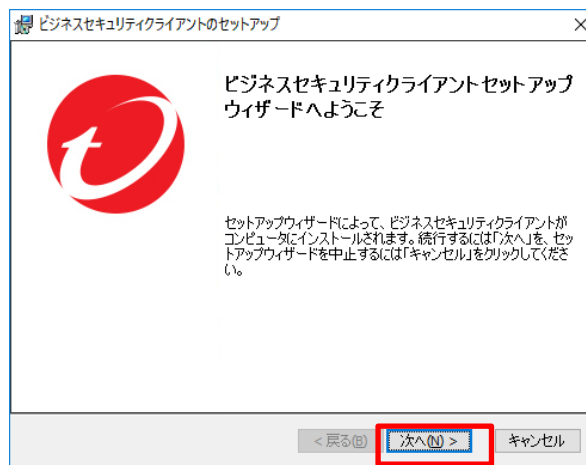 ビジネスセキュリティクライアントのセットアップ
ビジネスセキュリティクライアント セットアップ
ウィザードへようこそ
セットアップウィザードによって、ビジネスセキュリティクライアントが
コンピュータにインストールされます。続行するには「次へ」を、セッ
トアップウィザードを中止するには「キャンセル」をクリックしてくださ
い。
< 戻る(B) 次へ(N) > キャンセル